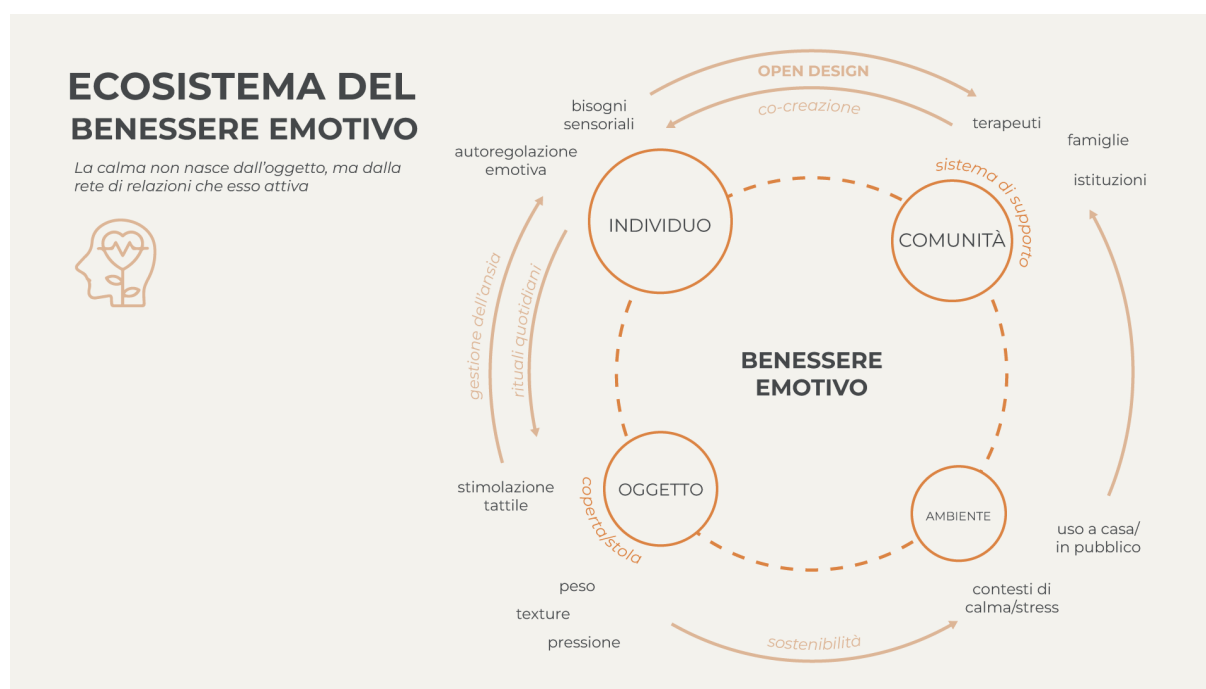 ECOSISTEMA DEL
BENESSERE EMOTIVO
La calma non nasce dall'oggetto, ma dalla
rete di relazioni che esso attiva
OPEN DESIGN
co-creazione
bisogni
sensoriali
autoregolazione
emotiva
terapeuti
famiglie
istituzioni
sistema di supporto
INDIVIDUO
COMUNITÀ
gestione dell'ansia
rituali quotidiani
BENESSERE
EMOTIVO
stimolazione
tattile
OGGETTO
coperta/stola
AMBIENTE
uso a casa/
in pubblico
contesti di
calma/stress
peso
texture
pressione
sostenibilità